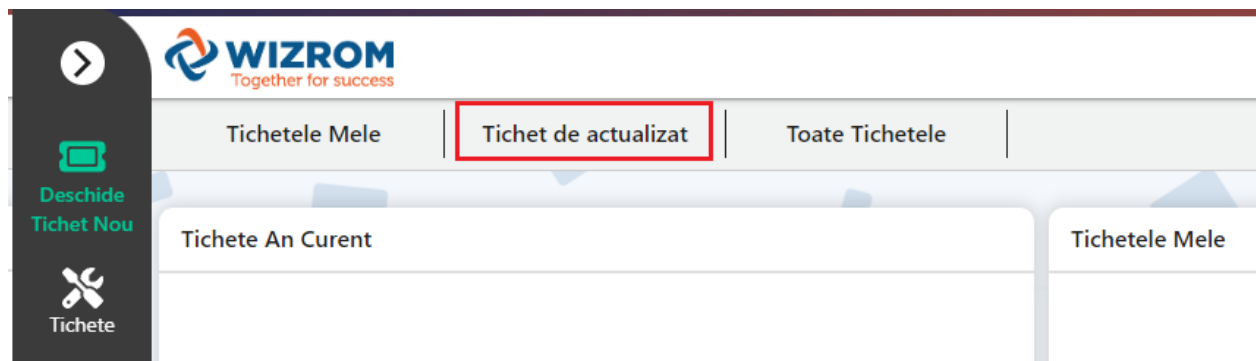 WIZROM
Together for success
Tichetele Mele
Tichet de actualizat
Toate Tichetele
Deschide
Tichet Nou
Tichete
Tichete An Curent
Tichetele Mele